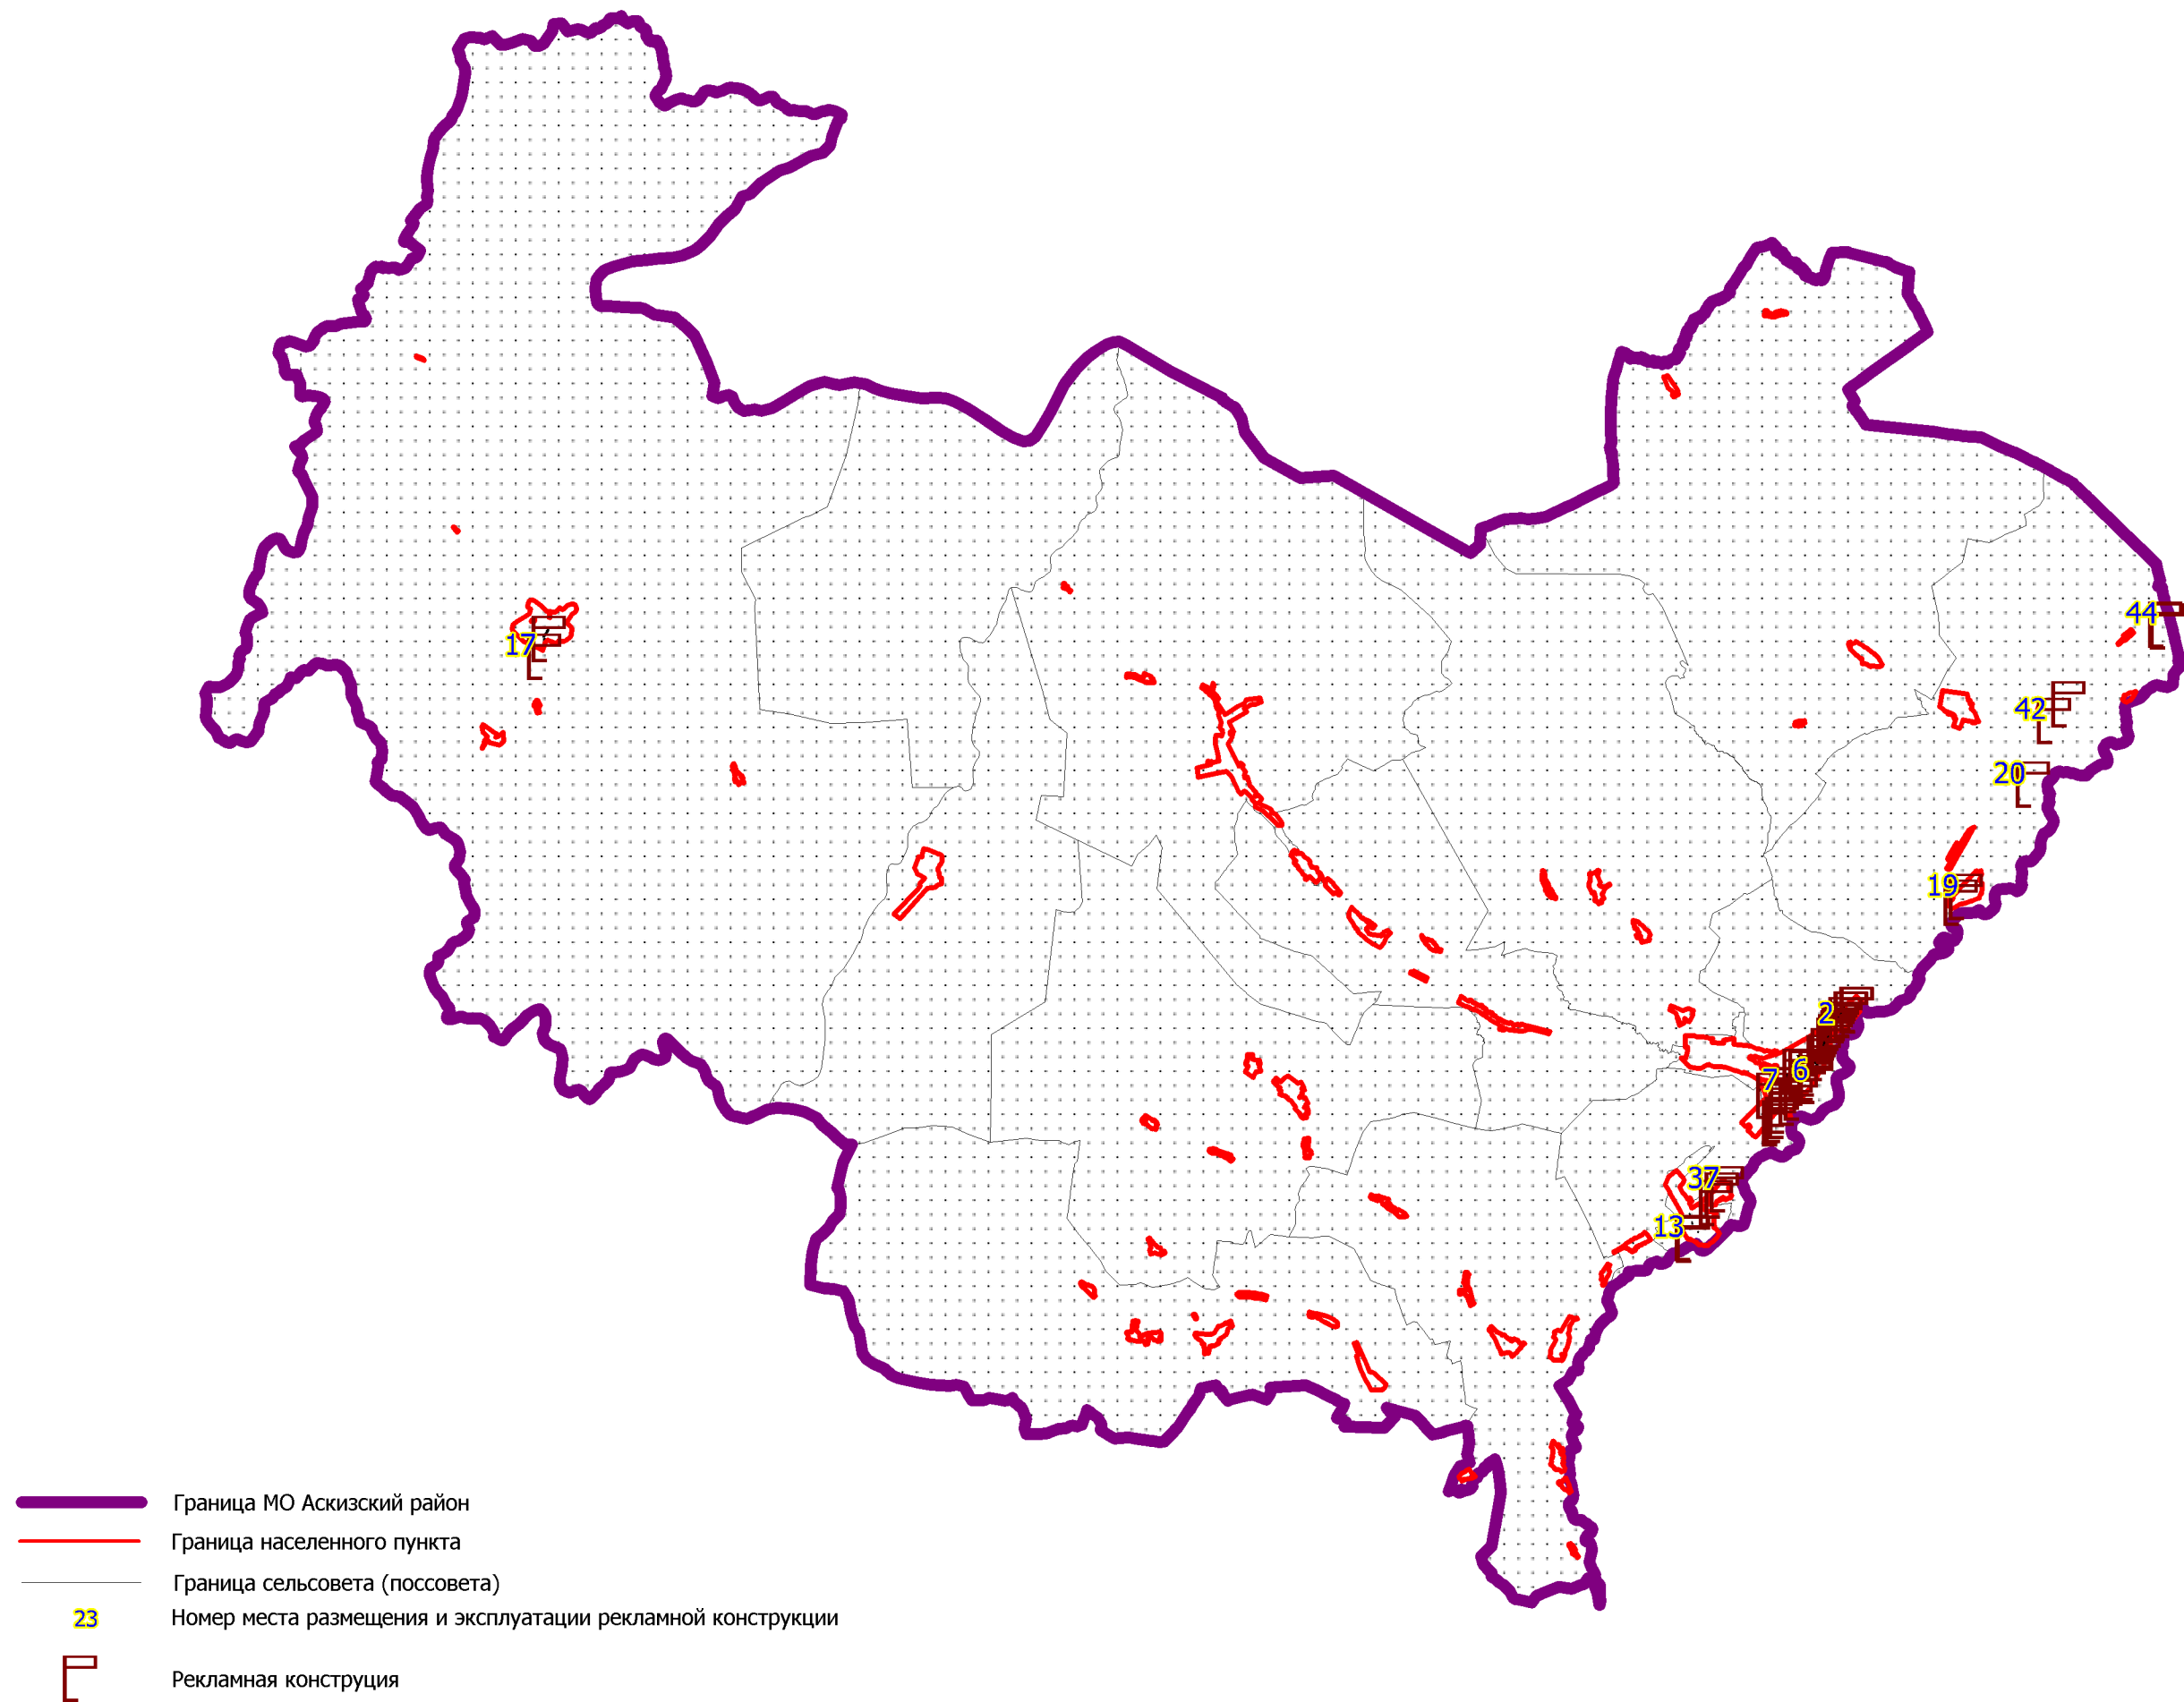 44
17
42
20
19
2
6
7
37
13
Граница МО Аскизский район
Граница населенного пункта
Граница сельсовета (поссовета)
23 Номер места размещения и эксплуатации рекламной конструкции
Рекламная конструция